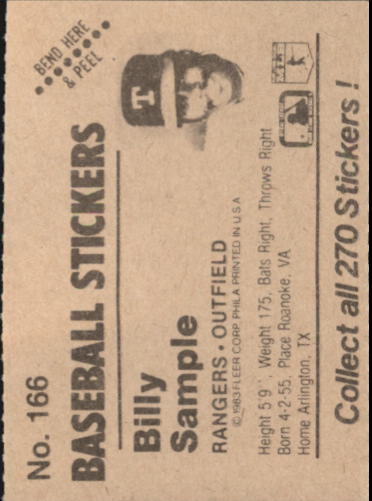 No. 166
BEND HERE
& PEEL
BASEBALL STICKERS
Billy
Sample
T
RANGERS • OUTFIELD
© 1983 FLEER CORP. PHILA PRINTED IN U.S.A
Height 5'9'', Weight 175, Bats Right, Throws Right
Born 4-2-55, Place Roanoke, VA
Home Arlington, TX
Collect all 270 Stickers !